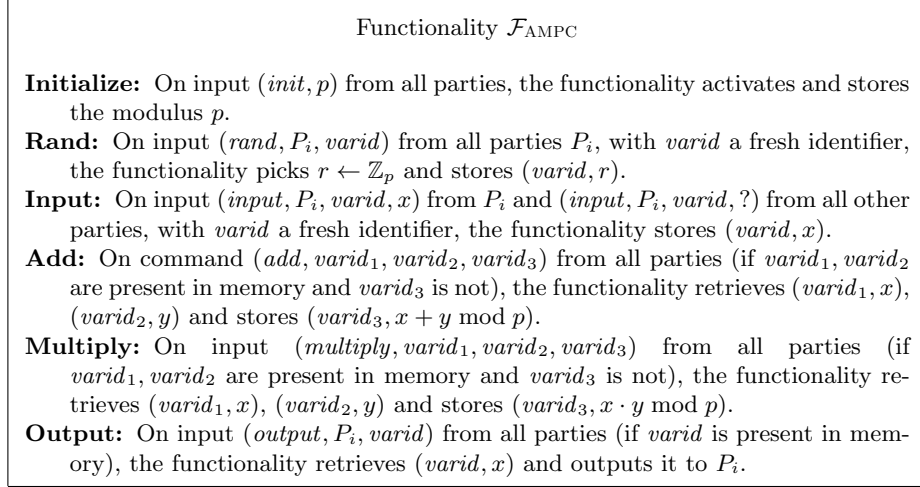 Functionality ℱ_AMPC
Initialize: On input (init, p) from all parties, the functionality activates and stores
the modulus p.
Rand: On input (rand, P_i, varid) from all parties P_i, with varid a fresh identifier,
the functionality picks r ← ℤ_p and stores (varid, r).
Input: On input (input, P_i, varid, x) from P_i and (input, P_i, varid, ?) from all other
parties, with varid a fresh identifier, the functionality stores (varid, x).
Add: On command (add, varid_1, varid_2, varid_3) from all parties (if varid_1, varid_2
are present in memory and varid_3 is not), the functionality retrieves (varid_1, x),
(varid_2, y) and stores (varid_3, x + y mod p).
Multiply: On input (multiply, varid_1, varid_2, varid_3) from all parties (if
varid_1, varid_2 are present in memory and varid_3 is not), the functionality re-
trieves (varid_1, x), (varid_2, y) and stores (varid_3, x · y mod p).
Output: On input (output, P_i, varid) from all parties (if varid is present in mem-
ory), the functionality retrieves (varid, x) and outputs it to P_i.